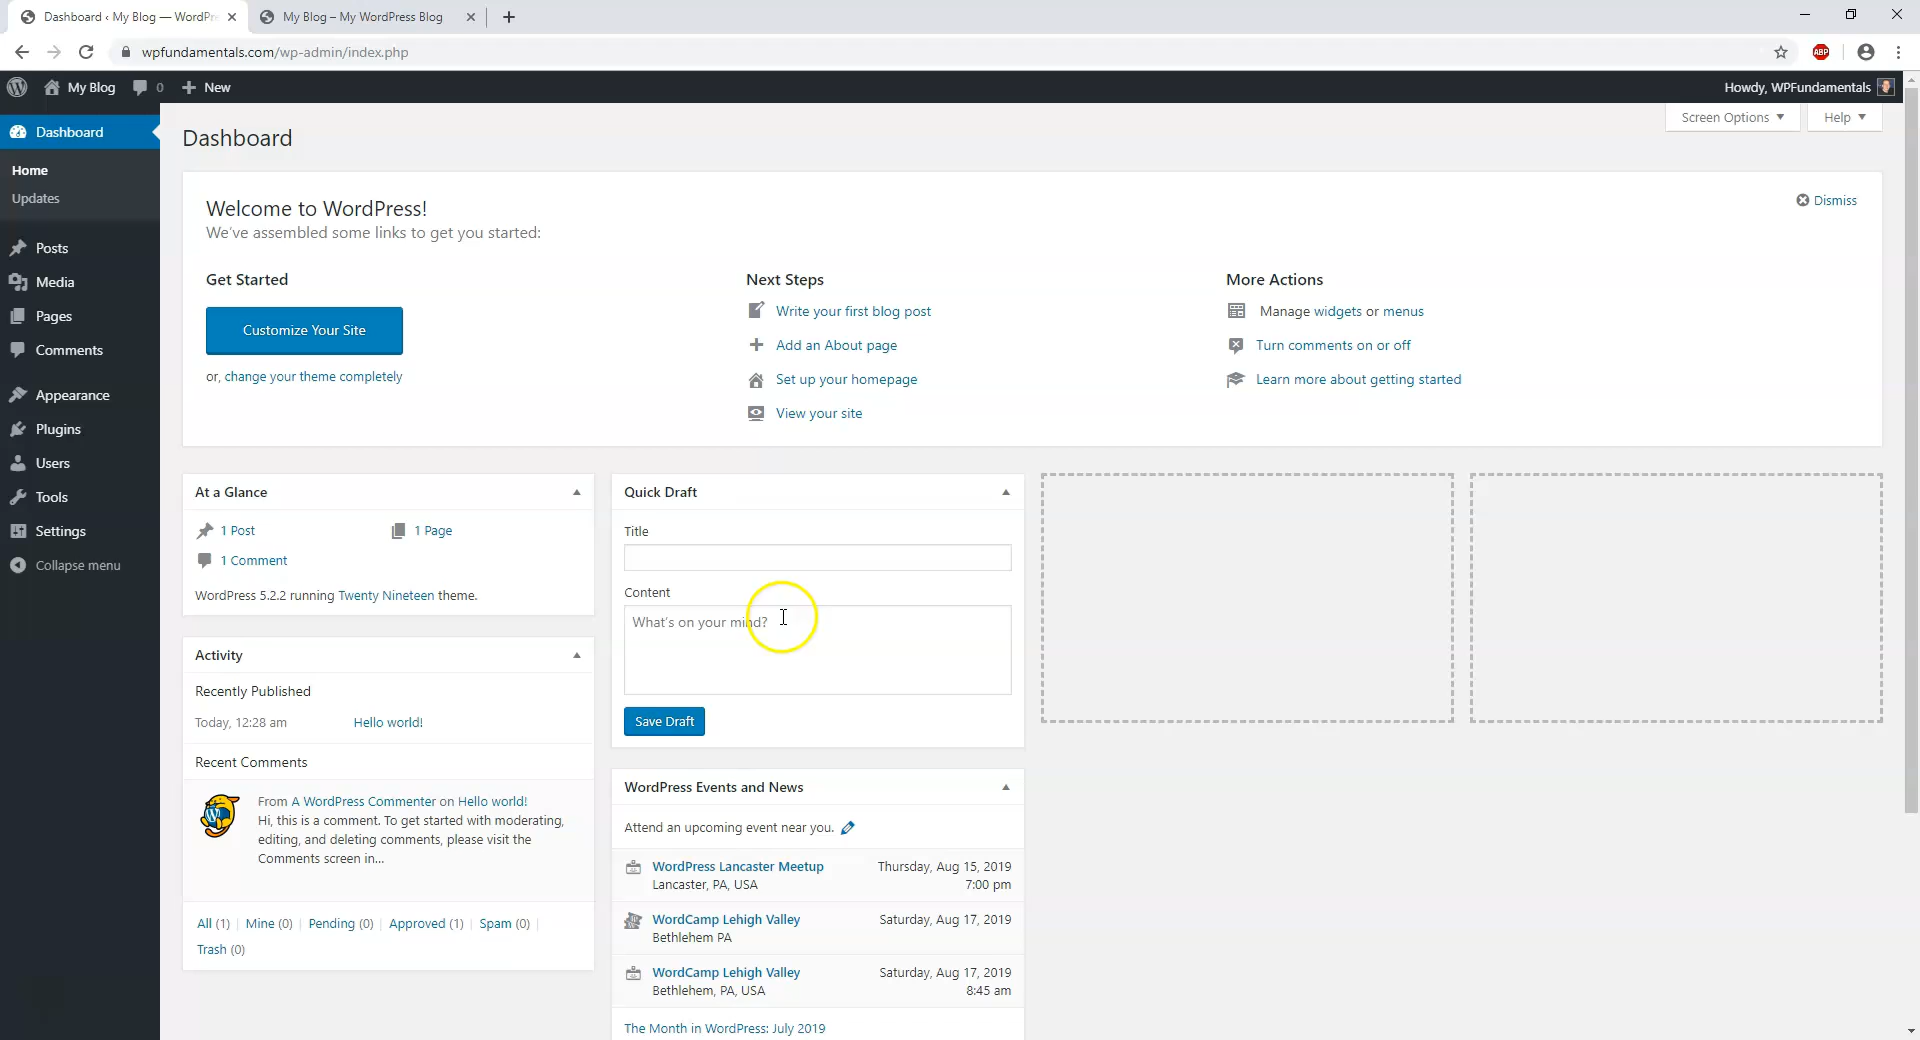 Dashboard ‹ My Blog — WordPre
My Blog – My WordPress Blog
wpfundamentals.com/wp-admin/index.php
ABP
My Blog
0
New
Howdy, WPFundamentals
Screen Options
Help
Dashboard
Home
Updates
Posts
Media
Pages
Comments
Appearance
Plugins
Users
Tools
Settings
Collapse menu
Dashboard
Welcome to WordPress!
We've assembled some links to get you started:
Dismiss
Get Started
Customize Your Site
or, change your theme completely
Next Steps
Write your first blog post
Add an About page
Set up your homepage
View your site
More Actions
Manage widgets or menus
Turn comments on or off
Learn more about getting started
At a Glance
1 Post
1 Page
1 Comment
WordPress 5.2.2 running Twenty Nineteen theme.
Activity
Recently Published
Today, 12:28 am Hello world!
Recent Comments
From A WordPress Commenter on Hello world!
Hi, this is a comment. To get started with moderating,
editing, and deleting comments, please visit the
Comments screen in...
All (1) | Mine (0) | Pending (0) | Approved (1) | Spam (0) |
Trash (0)
Quick Draft
Title
Content
What's on your mind?
Save Draft
WordPress Events and News
Attend an upcoming event near you.
WordPress Lancaster Meetup Thursday, Aug 15, 2019
Lancaster, PA, USA 7:00 pm
WordCamp Lehigh Valley Saturday, Aug 17, 2019
Bethlehem PA
WordCamp Lehigh Valley Saturday, Aug 17, 2019
Bethlehem, PA, USA 8:45 am
The Month in WordPress: July 2019